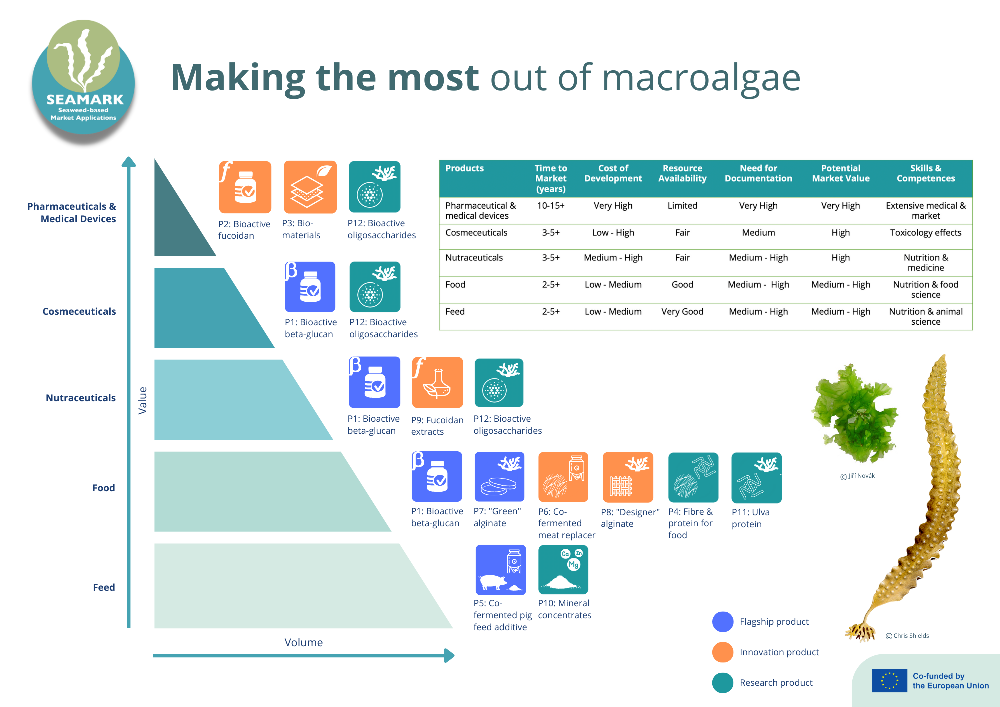 SEAMARK
Seaweed-based
Market Applications
Making the most out of macroalgae
Pharmaceuticals &
Medical Devices
Cosmeceuticals
Nutraceuticals
Food
Feed
Value
Volume
f
P2: Bioactive
fucoidan
P3: Bio-
materials
P12: Bioactive
oligosaccharides
β
P1: Bioactive
beta-glucan
P12: Bioactive
oligosaccharides
β
P1: Bioactive
beta-glucan
f
P9: Fucoidan
extracts
P12: Bioactive
oligosaccharides
β
P1: Bioactive
beta-glucan
P7: "Green"
alginate
P6: Co-
fermented
meat replacer
P8: "Designer"
alginate
P4: Fibre &
protein for
food
P11: Ulva
protein
P5: Co-
fermented pig
feed additive
Ca Zn
Mg
P10: Mineral
concentrates
Products Time to Market (years) Cost of Development Resource Availability Need for Documentation Potential Market Value Skills & Competences
Pharmaceutical & medical devices 10-15+ Very High Limited Very High Very High Extensive medical & market
Cosmeceuticals 3-5+ Low - High Fair Medium High Toxicology effects
Nutraceuticals 3-5+ Medium - High Fair Medium - High High Nutrition & medicine
Food 2-5+ Low - Medium Good Medium - High Medium - High Nutrition & food science
Feed 2-5+ Low - Medium Very Good Medium - High Medium - High Nutrition & animal science
© Jiří Novák
© Chris Shields
Flagship product
Innovation product
Research product
Co-funded by
the European Union